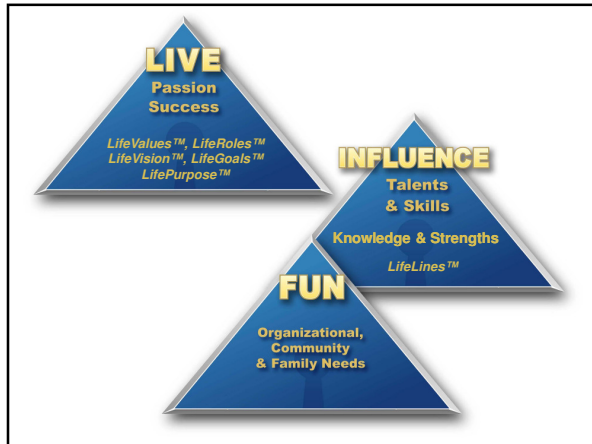 LIVE
Passion
Success
LifeValues™, LifeRoles™
LifeVision™, LifeGoals™
LifePurpose™
INFLUENCE
Talents
& Skills
Knowledge & Strengths
LifeLines™
FUN
Organizational,
Community
& Family Needs